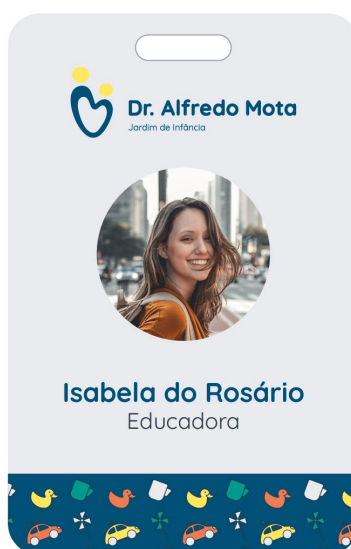 Dr. Alfredo Mota
Jardim de Infância
Isabela do Rosário
Educadora